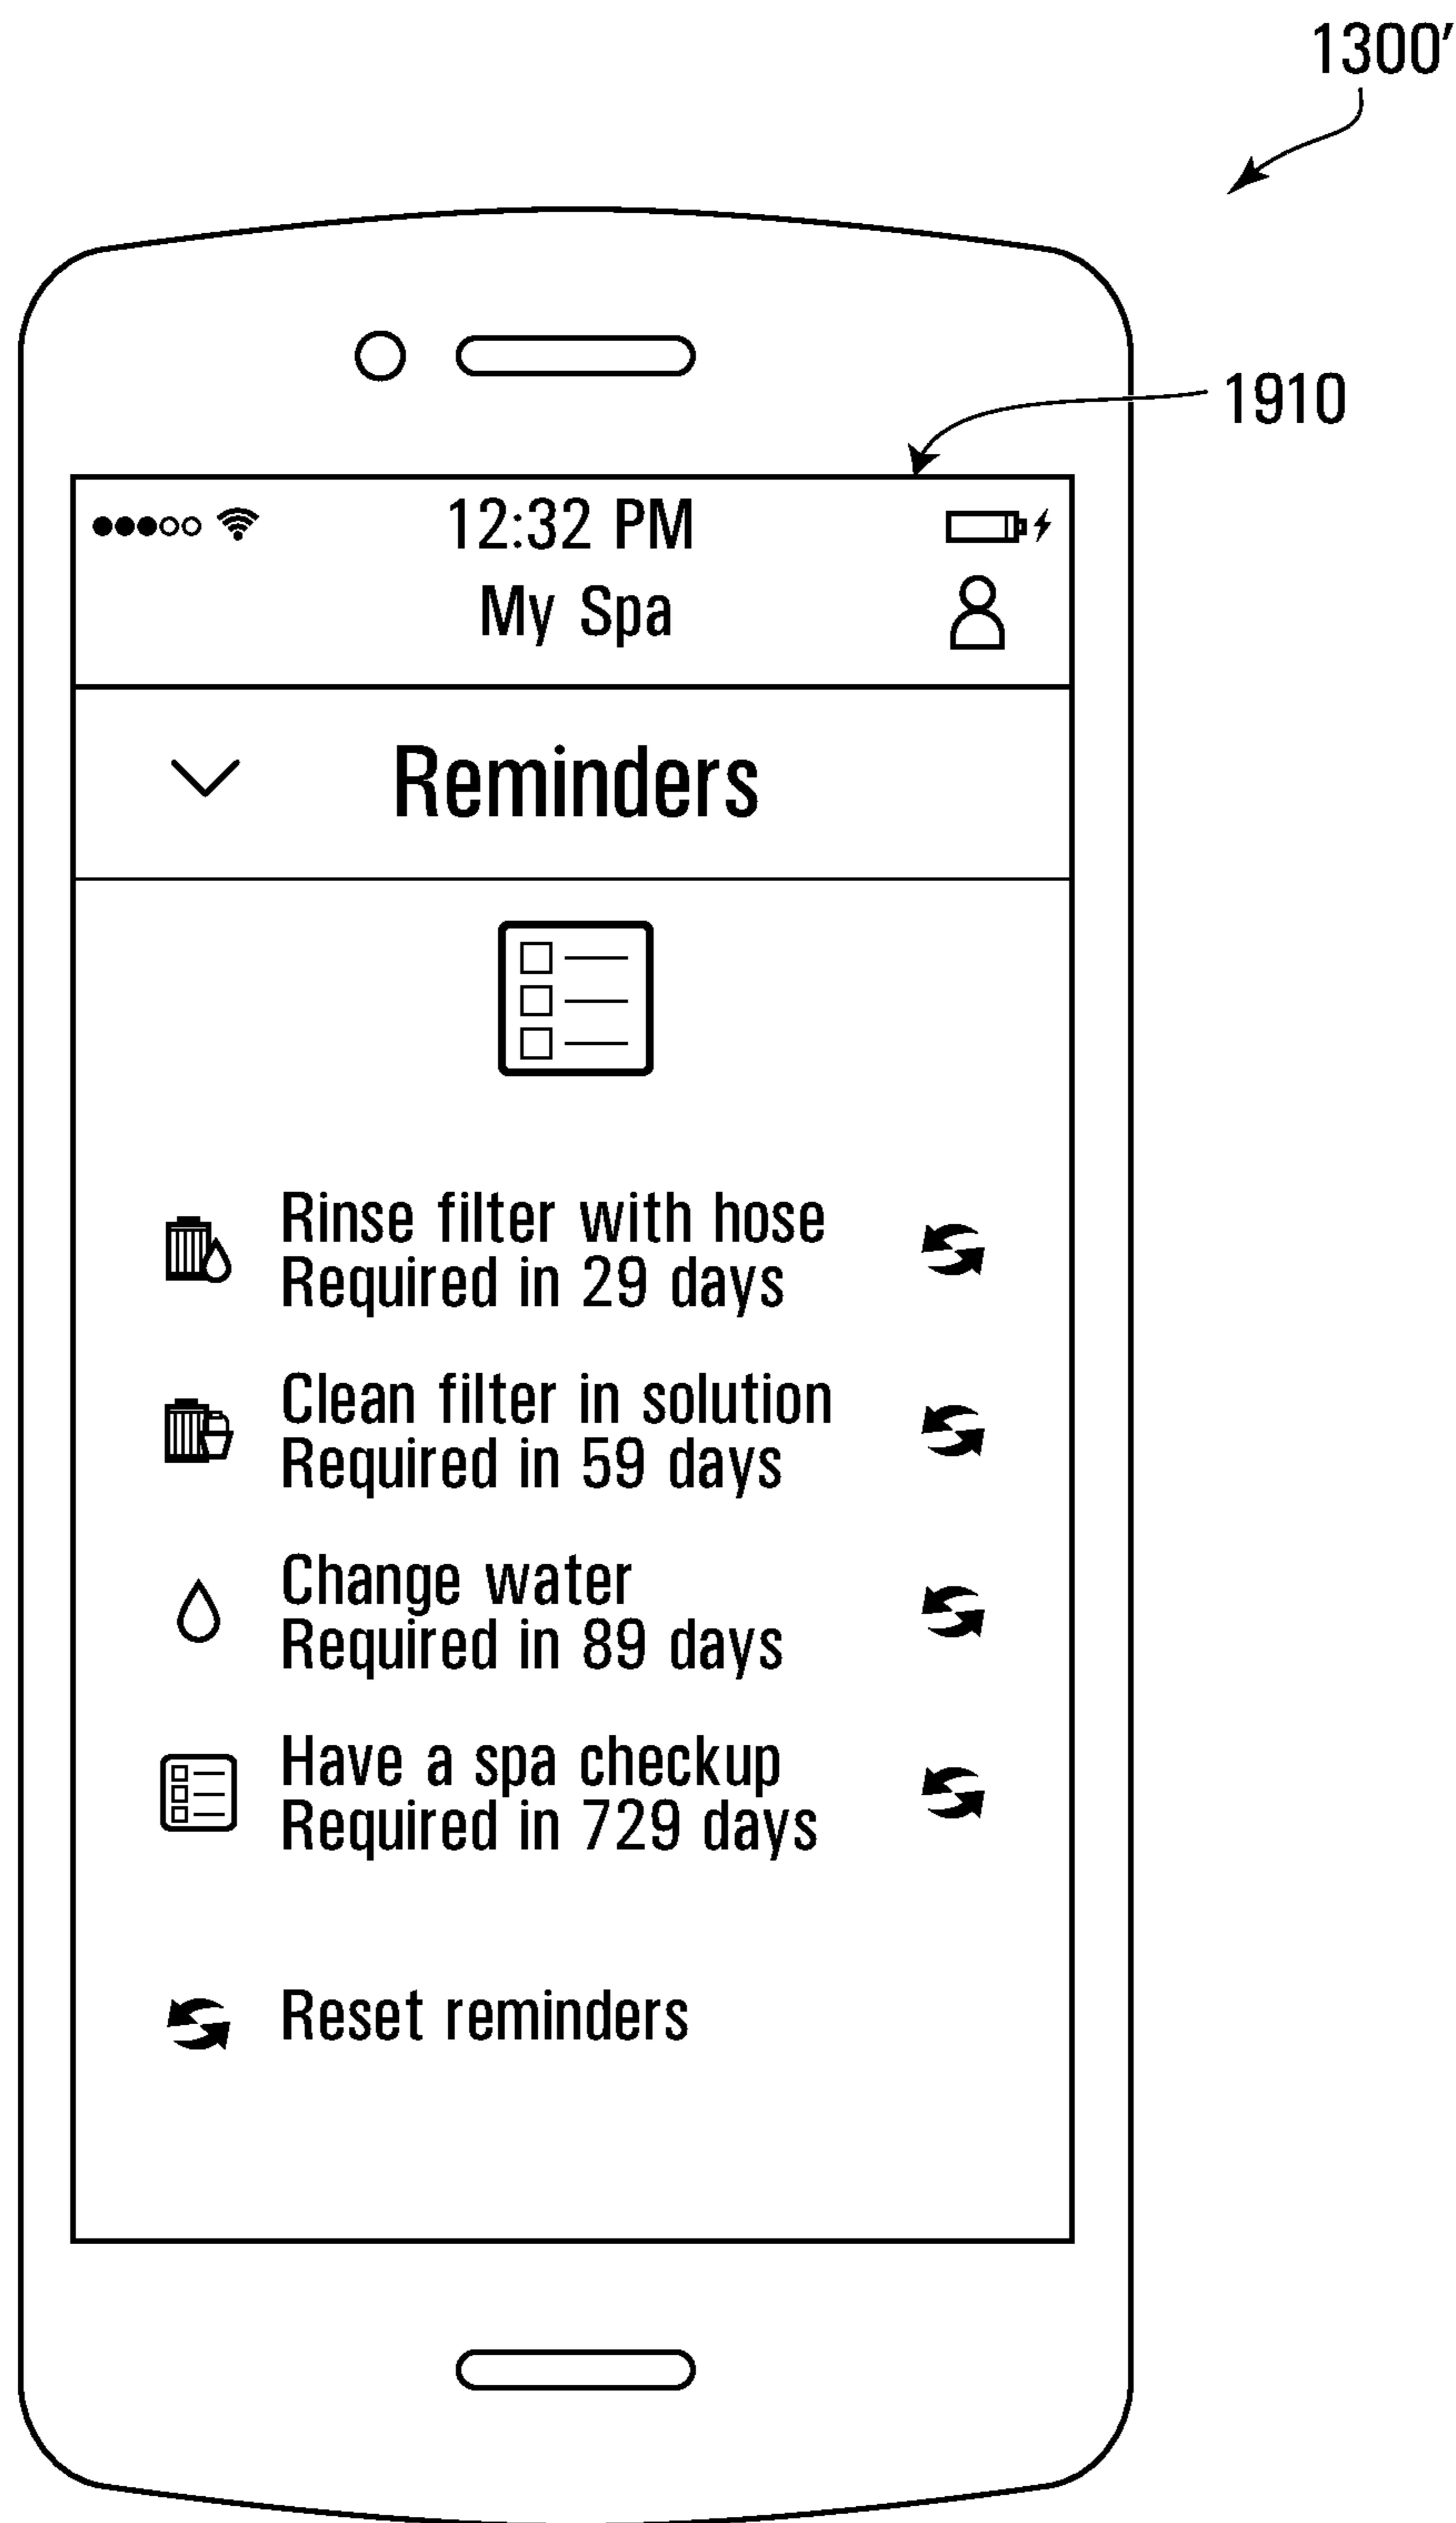 1300'
1910
12:32 PM
My Spa
Reminders
Rinse filter with hose
Required in 29 days
Clean filter in solution
Required in 59 days
Change water
Required in 89 days
Have a spa checkup
Required in 729 days
Reset reminders